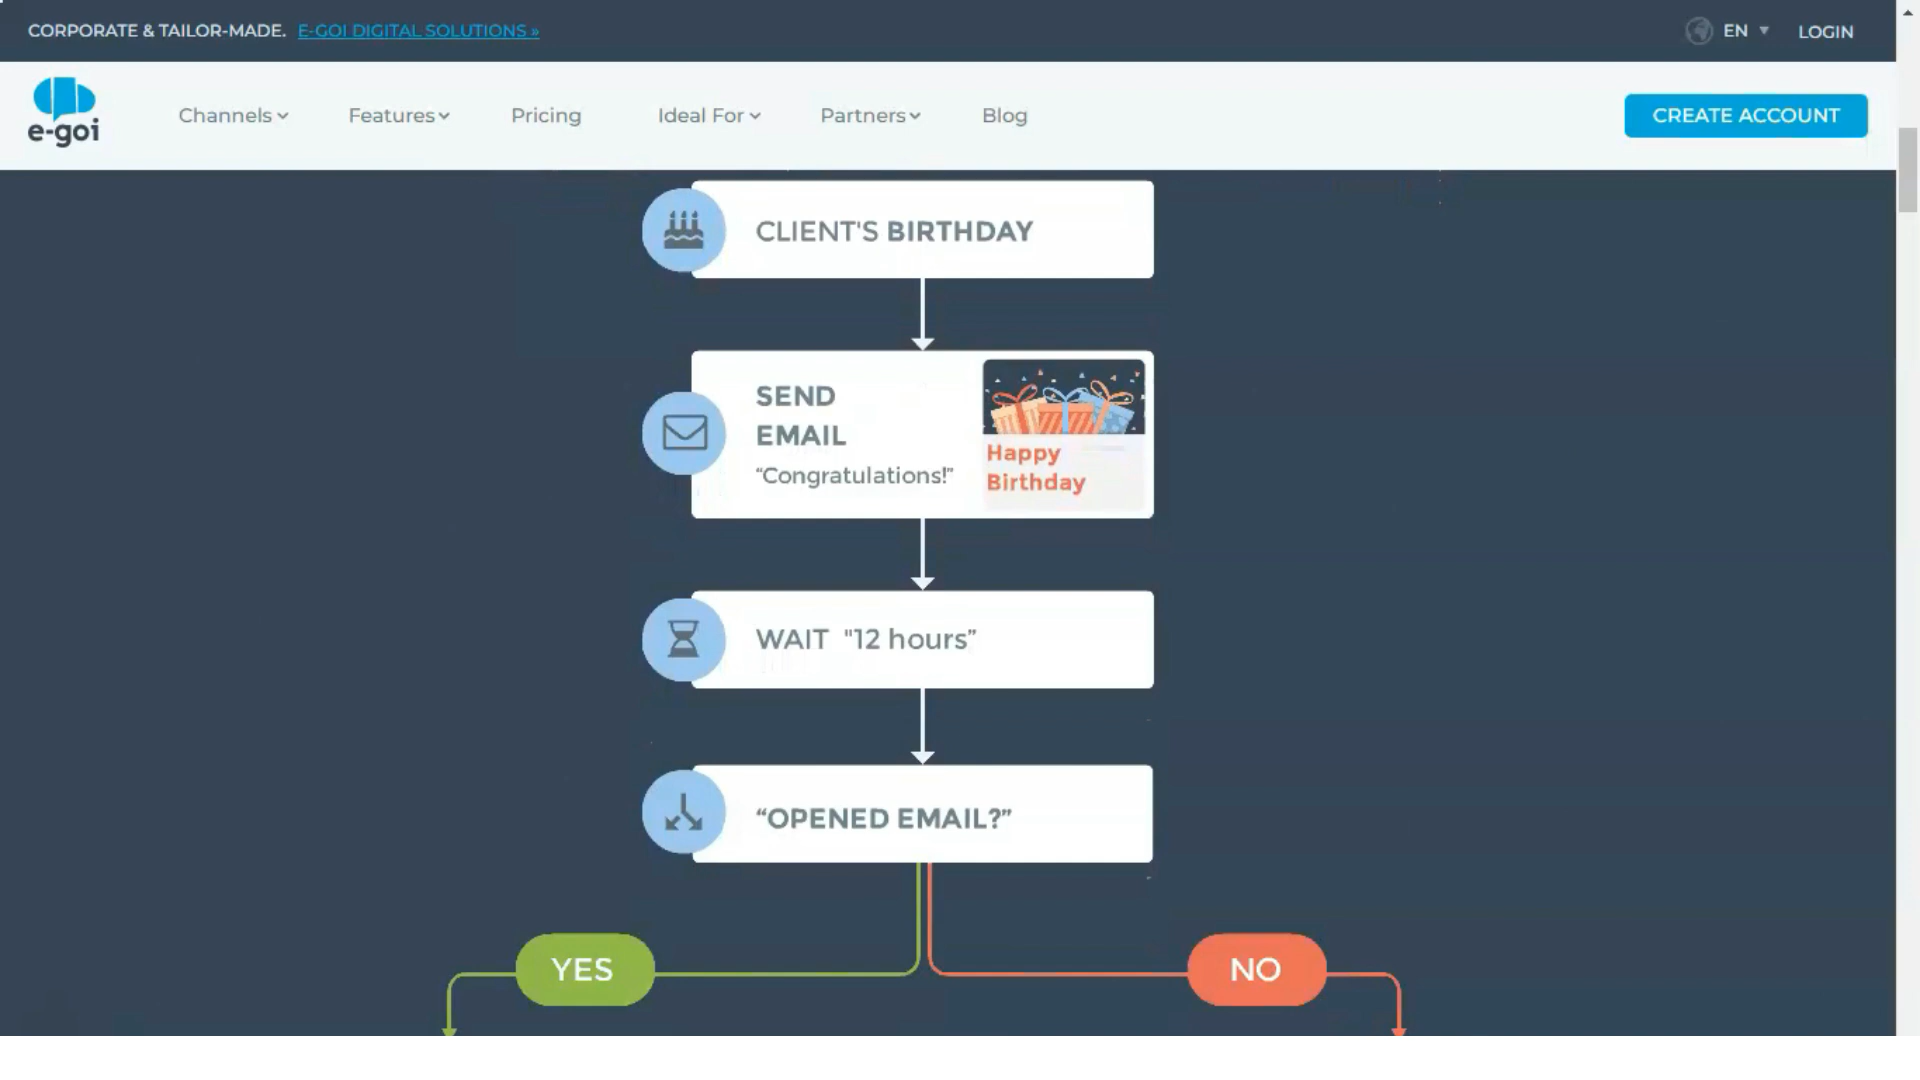 CORPORATE & TAILOR-MADE. E-GOI DIGITAL SOLUTIONS »
EN
LOGIN
e-goi
Channels
Features
Pricing
Ideal For
Partners
Blog
CREATE ACCOUNT
CLIENT'S BIRTHDAY
SEND
EMAIL
“Congratulations!”
Happy
Birthday
WAIT "12 hours”
“OPENED EMAIL?”
YES
NO